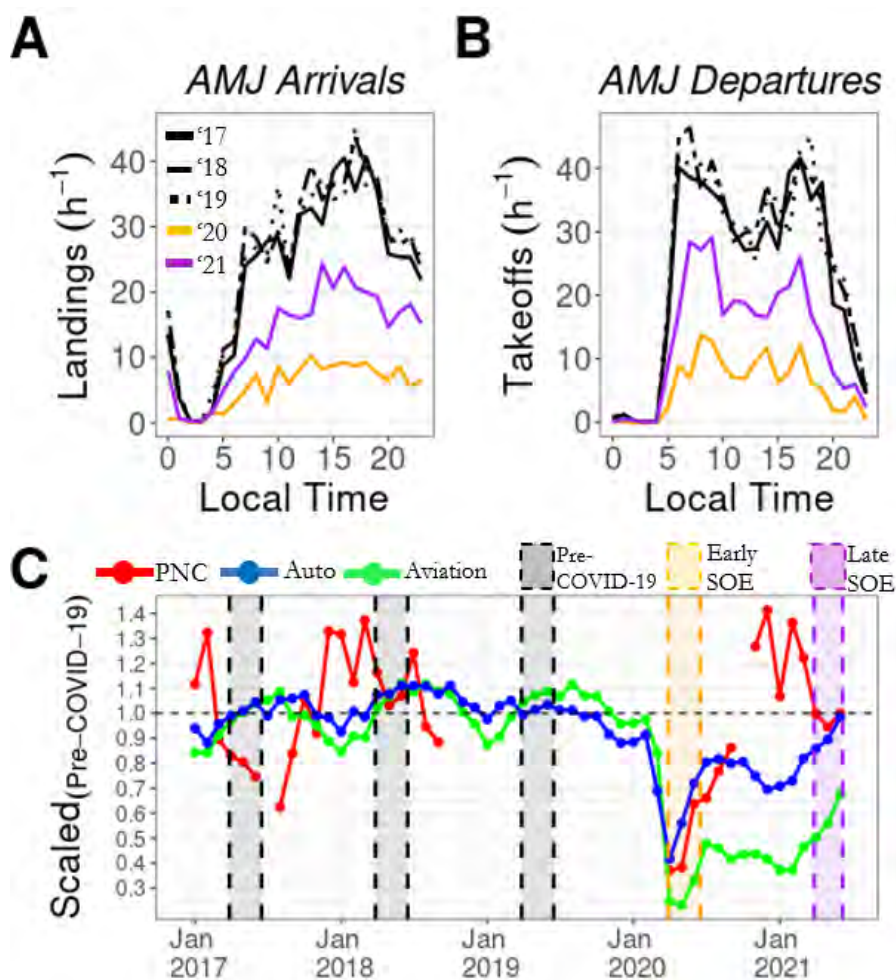 A
B
AMJ Arrivals
AMJ Departures
Landings (h⁻¹)
40
30
20
10
0
‘17
‘18
‘19
‘20
‘21
0 5 10 15 20
Local Time
Takeoffs (h⁻¹)
40
30
20
10
0
0 5 10 15 20
Local Time
C
PNC
Auto
Aviation
Pre-
COVID-19
Early
SOE
Late
SOE
Scaled(Pre-COVID-19)
1.4
1.3
1.2
1.1
1.0
0.9
0.8
0.7
0.6
0.5
0.4
0.3
Jan Jan Jan Jan Jan
2017 2018 2019 2020 2021